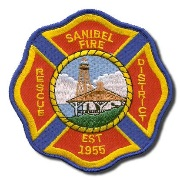 SANIBEL
FIRE
RESCUE
DISTRICT
EST
1955